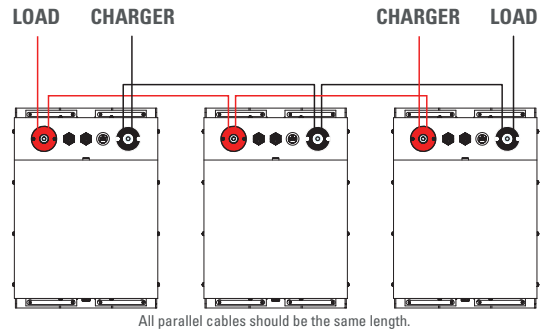 LOAD CHARGER CHARGER LOAD
All parallel cables should be the same length.